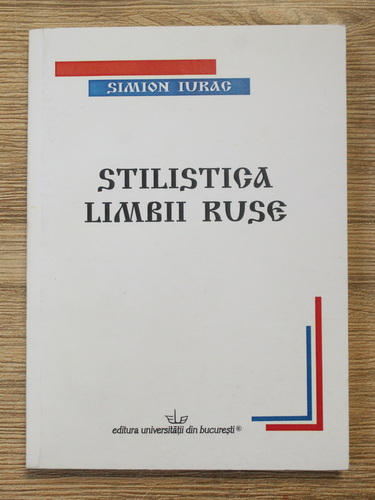 SIMION IURAC
STILISTICA
LIMBII RUSE
editura universității din bucurești®